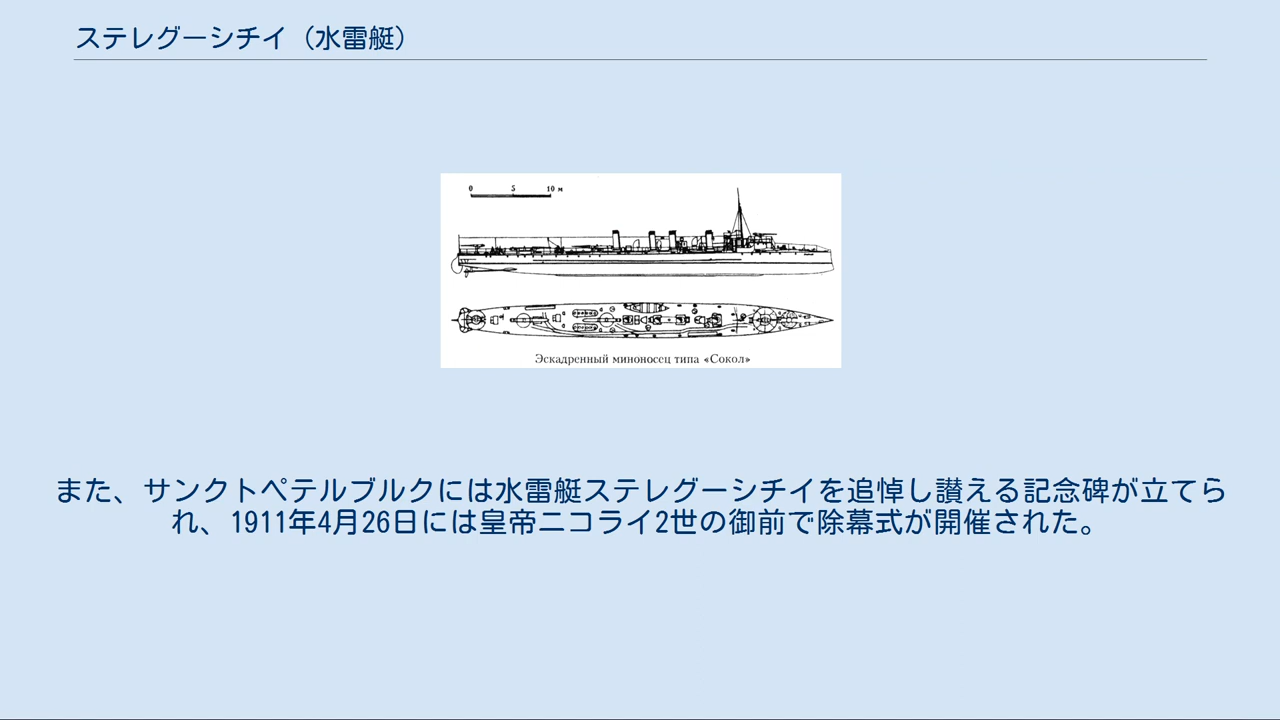 ステレグーシチイ（水雷艇）
0 5 10 м
Эскадренный миноносец типа «Сокол»
また、サンクトペテルブルクには水雷艇ステレグーシチイを追悼し讃える記念碑が立てら
れ、1911年4月26日には皇帝ニコライ2世の御前で除幕式が開催された。